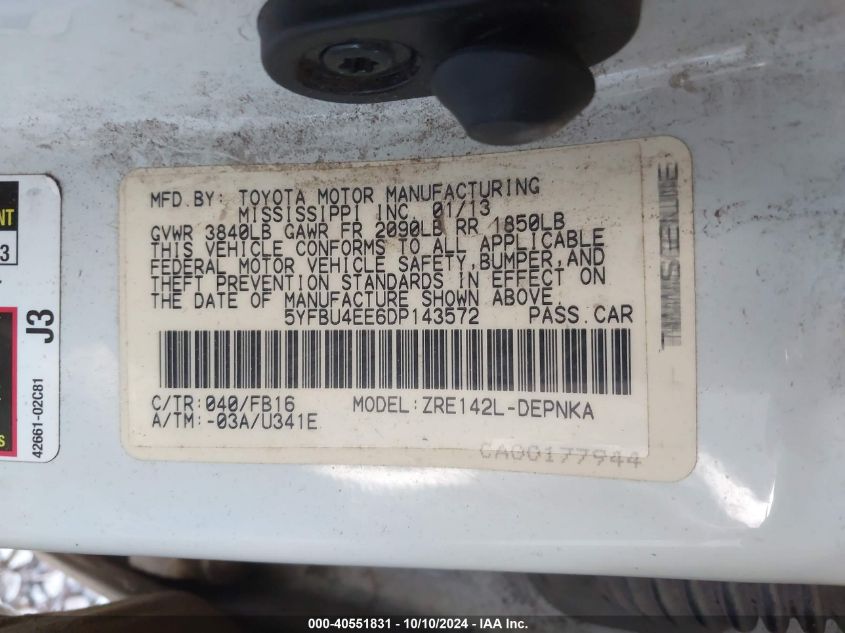 MFD.BY: TOYOTA MOTOR MANUFACTURING
MISSISSIPPI INC. 01/13
GVWR 3840LB GAWR FR 2090LB RR 1850LB
THIS VEHICLE CONFORMS TO ALL APPLICABLE
FEDERAL MOTOR VEHICLE SAFETY,BUMPER,AND
THEFT PREVENTION STANDARDS IN EFFECT ON
THE DATE OF MANUFACTURE SHOWN ABOVE.
5YFBU4EE6DP143572 PASS.CAR
C/TR:040/FB16 MODEL:ZRE142L-DEPNKA
A/TM:-03A/U341E
CA00177944
J3
42661-02C81
3
000-40551831 - 10/10/2024 - IAA Inc.